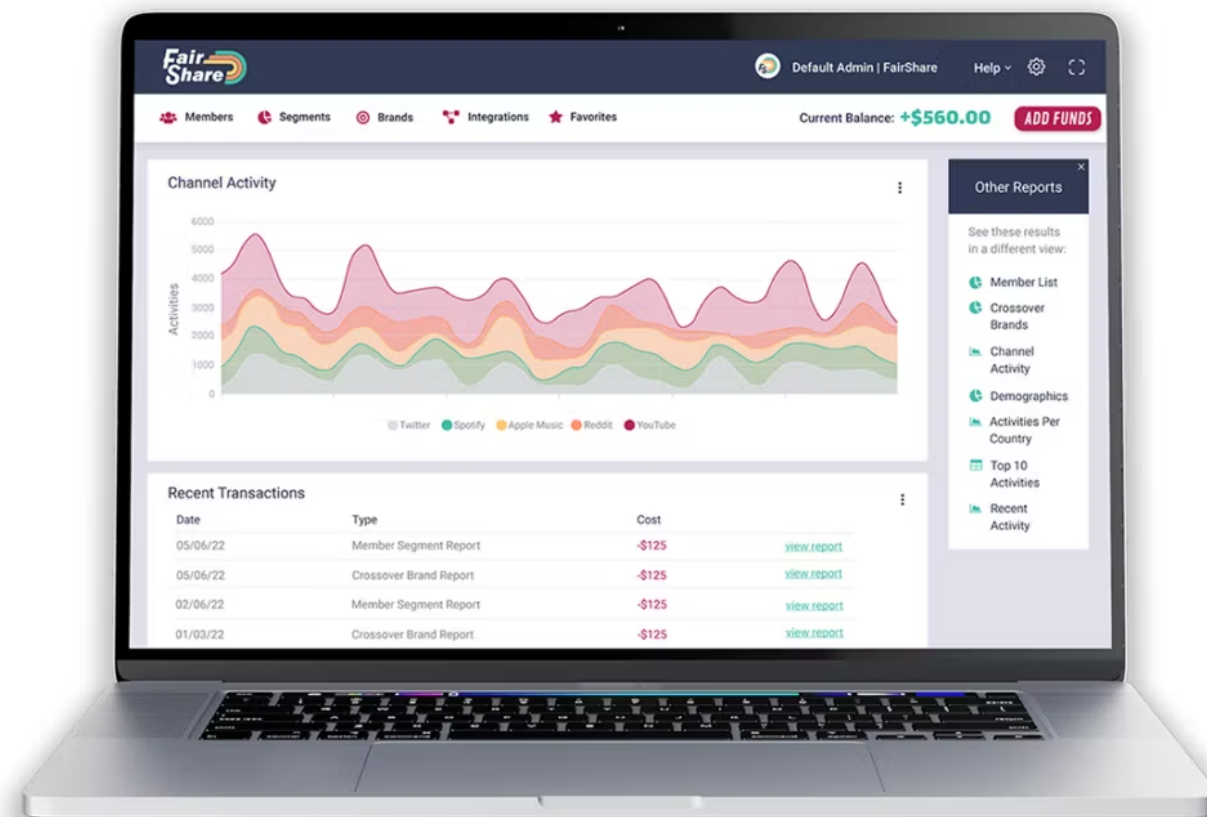 Fair
Share
Default Admin | FairShare
Help
Members
Segments
Brands
Integrations
Favorites
Current Balance: +$560.00
ADD FUNDS
Channel Activity
6000
5000
4000
3000
2000
1000
0
Activities
Twitter
Spotify
Apple Music
Reddit
YouTube
Recent Transactions
Date Type Cost
05/06/22 Member Segment Report -$125 view report
05/06/22 Crossover Brand Report -$125 view report
02/06/22 Member Segment Report -$125 view report
01/03/22 Crossover Brand Report -$125 view report
Other Reports
See these results
in a different view:
Member List
Crossover
Brands
Channel
Activity
Demographics
Activities Per
Country
Top 10
Activities
Recent
Activity